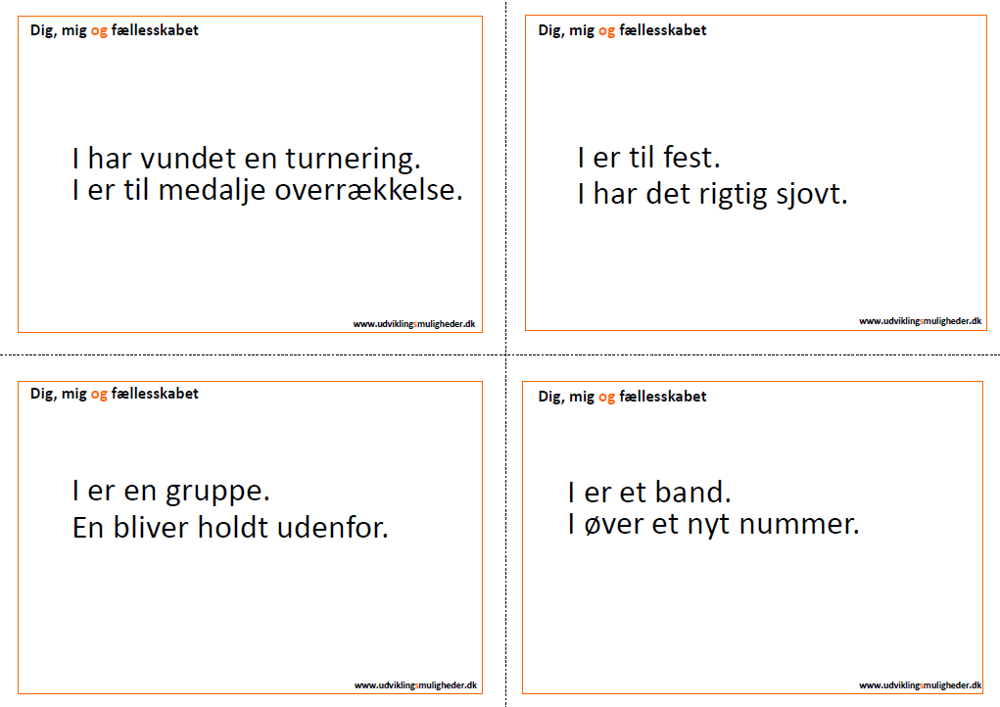 Dig, mig og fællesskabet
I har vundet en turnering.
I er til medalje overrækkelse.
www.udviklingsmuligheder.dk
Dig, mig og fællesskabet
I er til fest.
I har det rigtig sjovt.
www.udviklingsmuligheder.dk
Dig, mig og fællesskabet
I er en gruppe.
En bliver holdt udenfor.
www.udviklingsmuligheder.dk
Dig, mig og fællesskabet
I er et band.
I øver et nyt nummer.
www.udviklingsmuligheder.dk